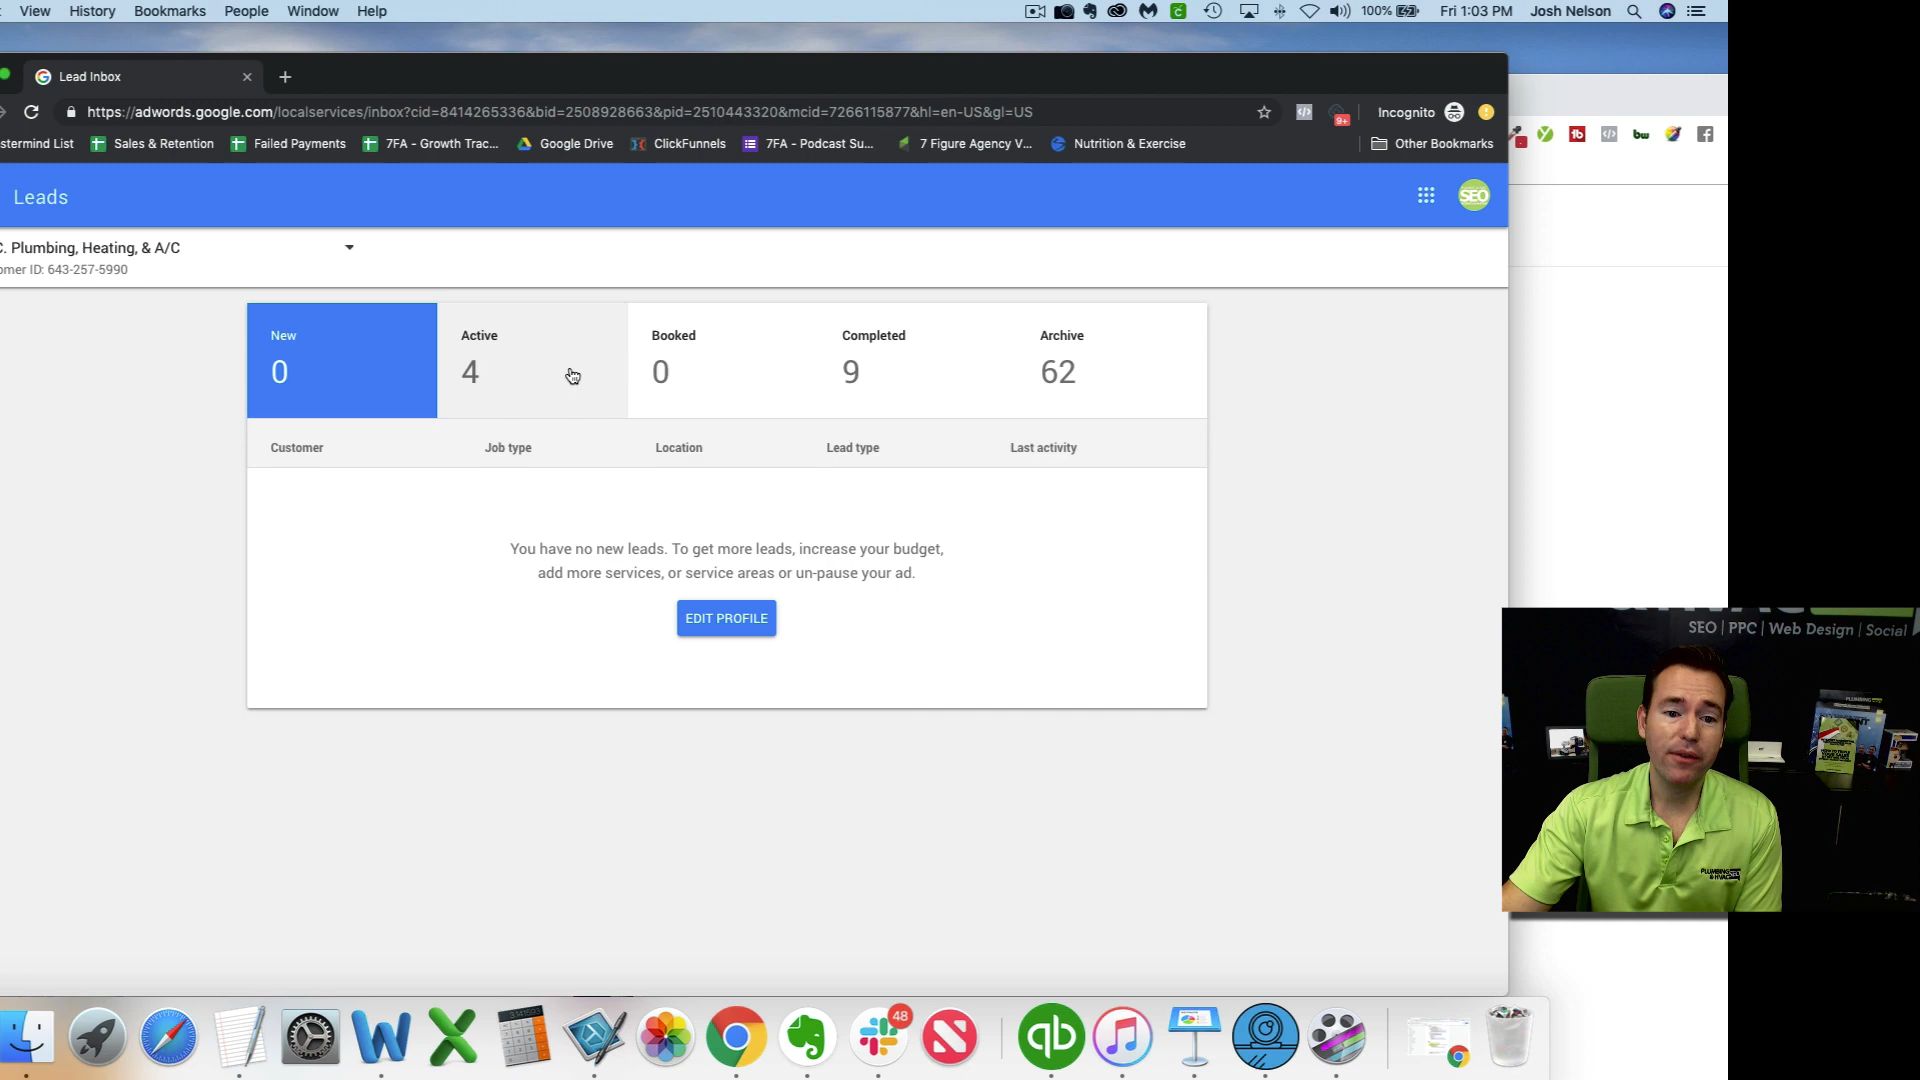 View History Bookmarks People Window Help
100% Fri 1:03 PM Josh Nelson
Lead Inbox
https://adwords.google.com/localservices/inbox?cid=8414265336&bid=2508928663&pid=2510443320&mcid=7266115877&hl=en-US&gl=US
9+
Incognito
stermind List Sales & Retention Failed Payments 7FA - Growth Trac... Google Drive ClickFunnels 7FA - Podcast Su... 7 Figure Agency V... Nutrition & Exercise Other Bookmarks
Leads
SEO
C. Plumbing, Heating, & A/C
omer ID: 643-257-5990
New Active Booked Completed Archive
0 4 0 9 62
Customer Job type Location Lead type Last activity
You have no new leads. To get more leads, increase your budget,
add more services, or service areas or un-pause your ad.
EDIT PROFILE
SEO | PPC | Web Design | Social
PLUMBING
& HVAC SEO
48